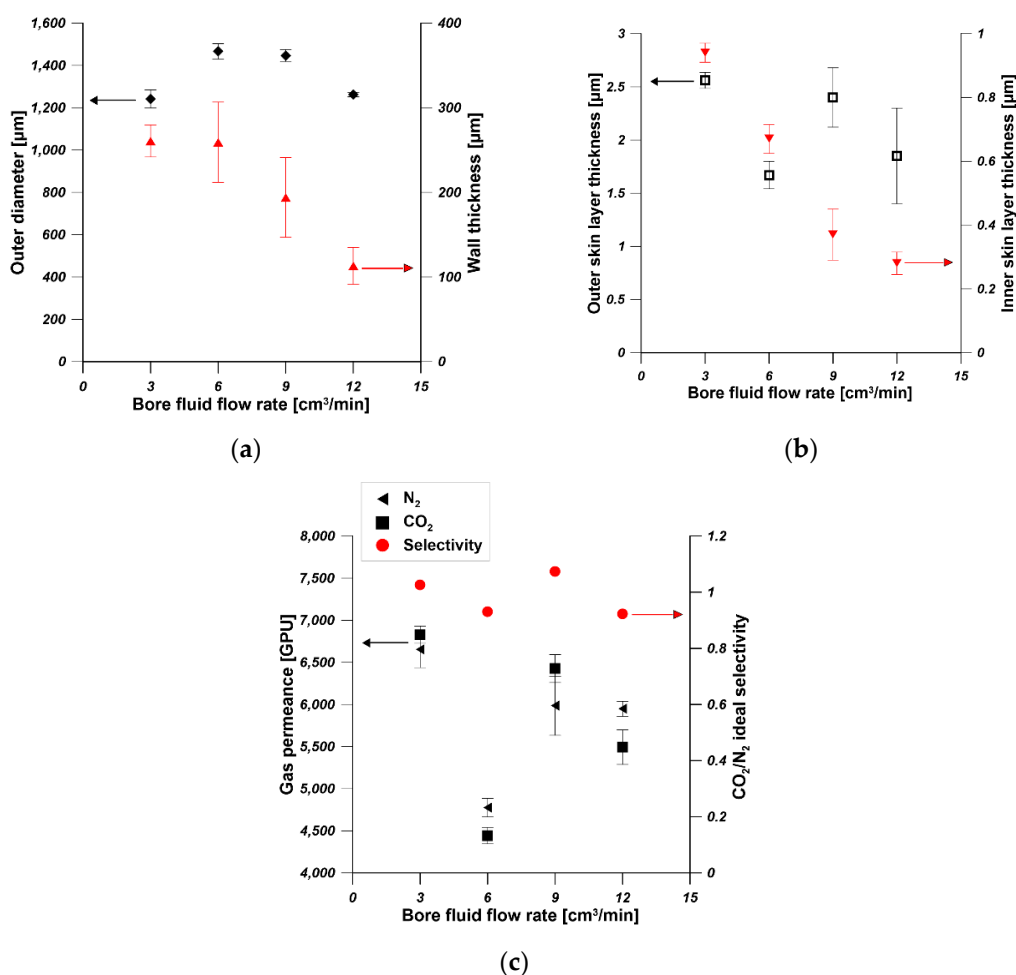 1,600
1,400
1,200
1,000
800
600
400
200
0
Outer diameter [µm]
400
300
200
100
0
Wall thickness [µm]
0 3 6 9 12 15
Bore fluid flow rate [cm³/min]
(a)
3
2.5
2
1.5
1
0.5
0
Outer skin layer thickness [µm]
1
0.8
0.6
0.4
0.2
0
Inner skin layer thickness [µm]
0 3 6 9 12 15
Bore fluid flow rate [cm³/min]
(b)
N₂
CO₂
Selectivity
8,000
7,500
7,000
6,500
6,000
5,500
5,000
4,500
4,000
Gas permeance [GPU]
1.2
1
0.8
0.6
0.4
0.2
0
CO₂/N₂ ideal selectivity
0 3 6 9 12 15
Bore fluid flow rate [cm³/min]
(c)